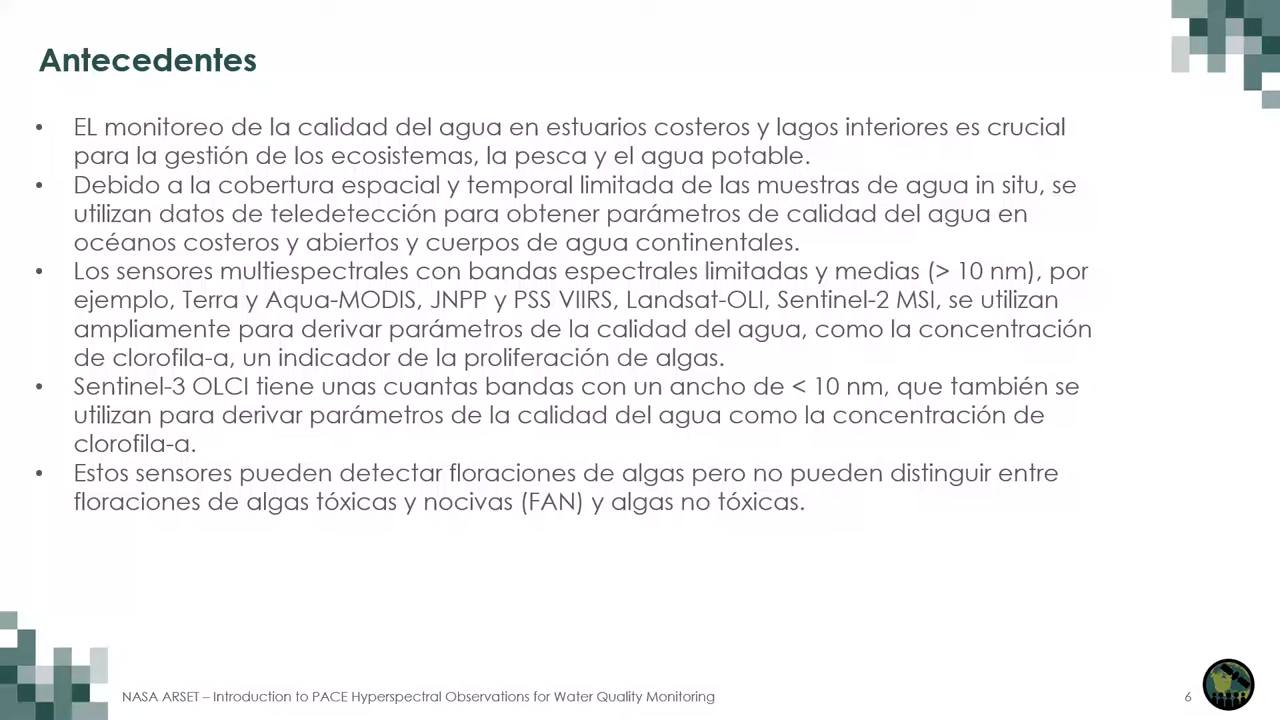 Antecedentes
• EL monitoreo de la calidad del agua en estuarios costeros y lagos interiores es crucial
para la gestión de los ecosistemas, la pesca y el agua potable.
• Debido a la cobertura espacial y temporal limitada de las muestras de agua in situ, se
utilizan datos de teledetección para obtener parámetros de calidad del agua en
océanos costeros y abiertos y cuerpos de agua continentales.
• Los sensores multiespectrales con bandas espectrales limitadas y medias (> 10 nm), por
ejemplo, Terra y Aqua-MODIS, JNPP y PSS VIIRS, Landsat-OLI, Sentinel-2 MSI, se utilizan
ampliamente para derivar parámetros de la calidad del agua, como la concentración
de clorofila-a, un indicador de la proliferación de algas.
• Sentinel-3 OLCI tiene unas cuantas bandas con un ancho de < 10 nm, que también se
utilizan para derivar parámetros de la calidad del agua como la concentración de
clorofila-a.
• Estos sensores pueden detectar floraciones de algas pero no pueden distinguir entre
floraciones de algas tóxicas y nocivas (FAN) y algas no tóxicas.
NASA ARSET – Introduction to PACE Hyperspectral Observations for Water Quality Monitoring
6